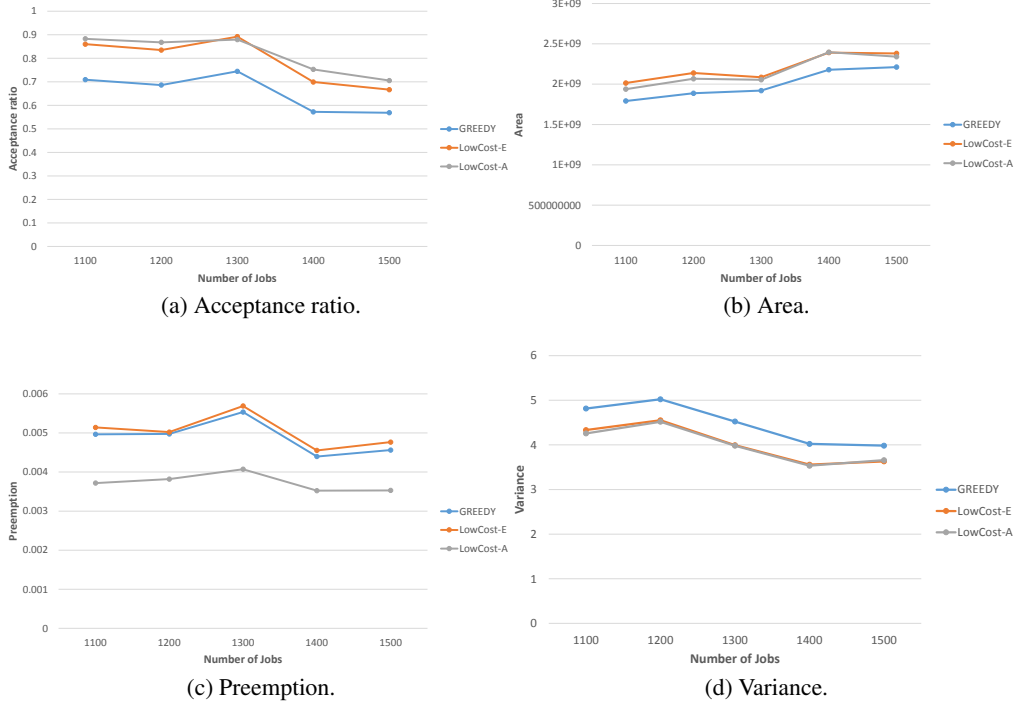 1
0.9
0.8
0.7
0.6
0.5
0.4
0.3
0.2
0.1
0
Acceptance ratio
1100 1200 1300 1400 1500
Number of Jobs
GREEDY
LowCost-E
LowCost-A
(a) Acceptance ratio.
3E+09
2.5E+09
2E+09
1.5E+09
1E+09
500000000
0
Area
1100 1200 1300 1400 1500
Number of Jobs
GREEDY
LowCost-E
LowCost-A
(b) Area.
0.006
0.005
0.004
0.003
0.002
0.001
0
Preemption
1100 1200 1300 1400 1500
Number of Jobs
GREEDY
LowCost-E
LowCost-A
(c) Preemption.
6
5
4
3
2
1
0
Variance
1100 1200 1300 1400 1500
Number of Jobs
GREEDY
LowCost-E
LowCost-A
(d) Variance.